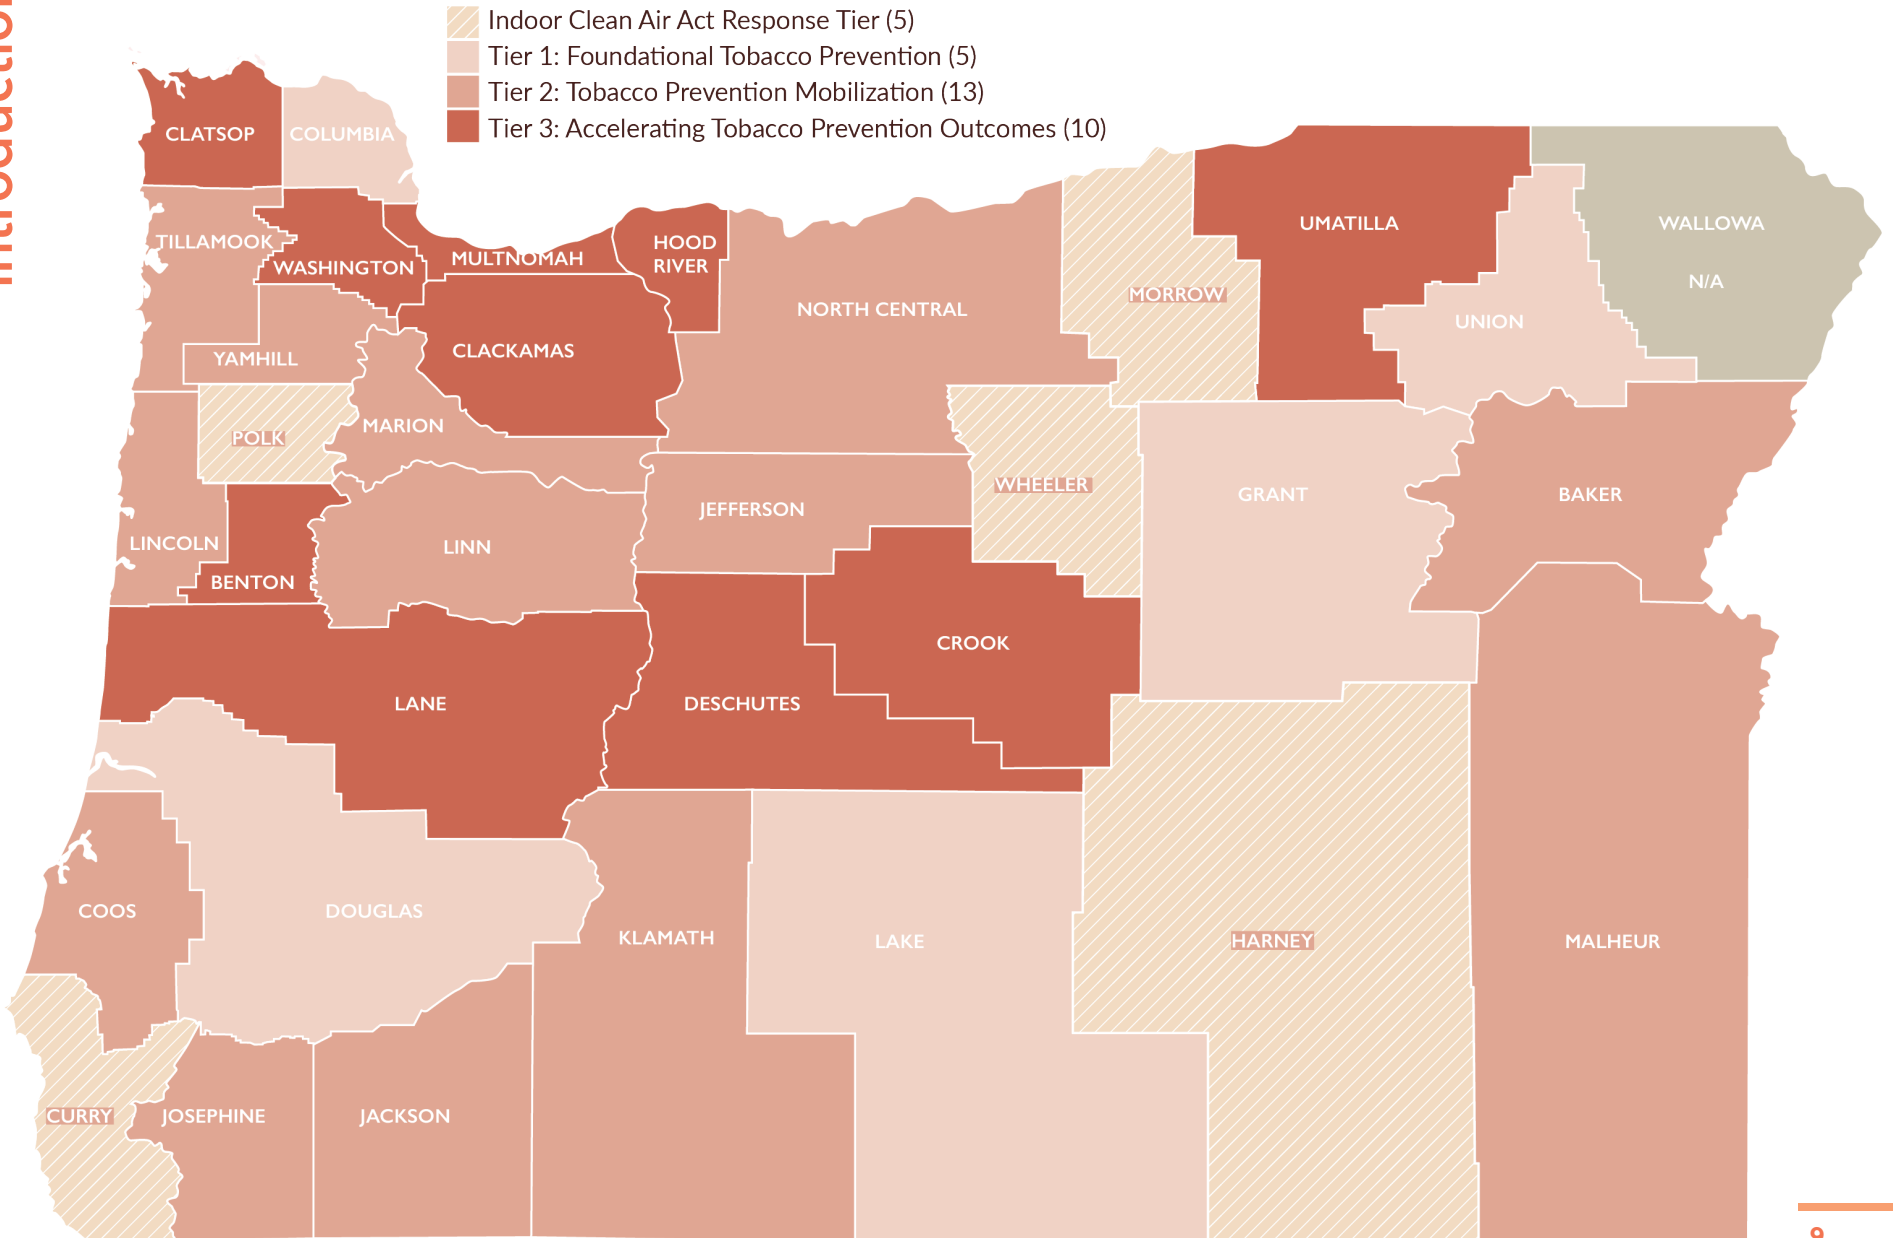 Introduction
Indoor Clean Air Act Response Tier (5)
Tier 1: Foundational Tobacco Prevention (5)
Tier 2: Tobacco Prevention Mobilization (13)
Tier 3: Accelerating Tobacco Prevention Outcomes (10)
CLATSOP
COLUMBIA
TILLAMOOK
WASHINGTON
MULTNOMAH
HOOD
RIVER
NORTH CENTRAL
MORROW
UMATILLA
WALLOWA
N/A
UNION
YAMHILL
CLACKAMAS
POLK
MARION
WHEELER
GRANT
BAKER
JEFFERSON
LINCOLN
LINN
BENTON
CROOK
LANE
DESCHUTES
COOS
DOUGLAS
KLAMATH
LAKE
HARNEY
MALHEUR
CURRY
JOSEPHINE
JACKSON